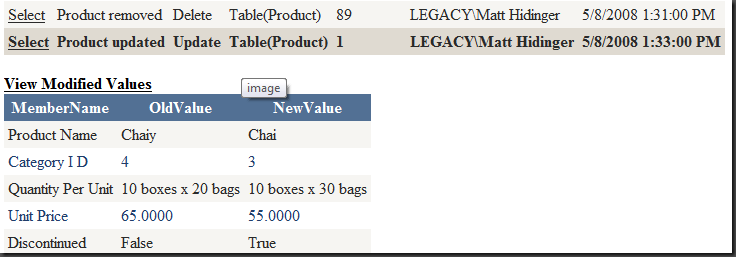 Select Product removed Delete Table(Product) 89 LEGACY\Matt Hidinger 5/8/2008 1:31:00 PM
Select Product updated Update Table(Product) 1 LEGACY\Matt Hidinger 5/8/2008 1:33:00 PM
View Modified Values
image
MemberName OldValue NewValue
Product Name Chaiy Chai
Category I D 4 3
Quantity Per Unit 10 boxes x 20 bags 10 boxes x 30 bags
Unit Price 65.0000 55.0000
Discontinued False True